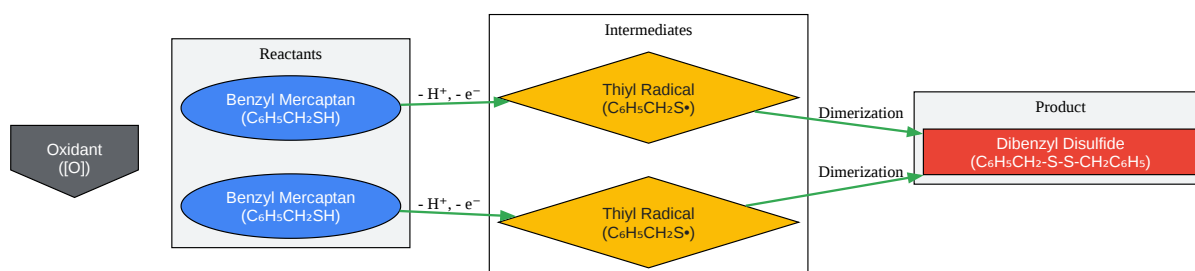 Oxidant
([O])
Reactants
Benzyl Mercaptan
(C₆H₅CH₂SH)
Benzyl Mercaptan
(C₆H₅CH₂SH)
- H⁺, - e⁻
- H⁺, - e⁻
Intermediates
Thiyl Radical
(C₆H₅CH₂S•)
Thiyl Radical
(C₆H₅CH₂S•)
Dimerization
Dimerization
Product
Dibenzyl Disulfide
(C₆H₅CH₂-S-S-CH₂C₆H₅)